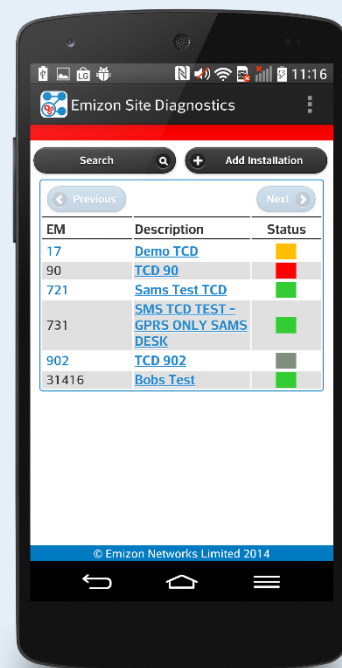 11:16
Emizon Site Diagnostics
Search
Add Installation
Previous
Next
EM Description Status
17 Demo TCD
90 TCD 90
721 Sams Test TCD
731 SMS TCD TEST -
GPRS ONLY SAMS
DESK
902 TCD 902
31416 Bobs Test
© Emizon Networks Limited 2014